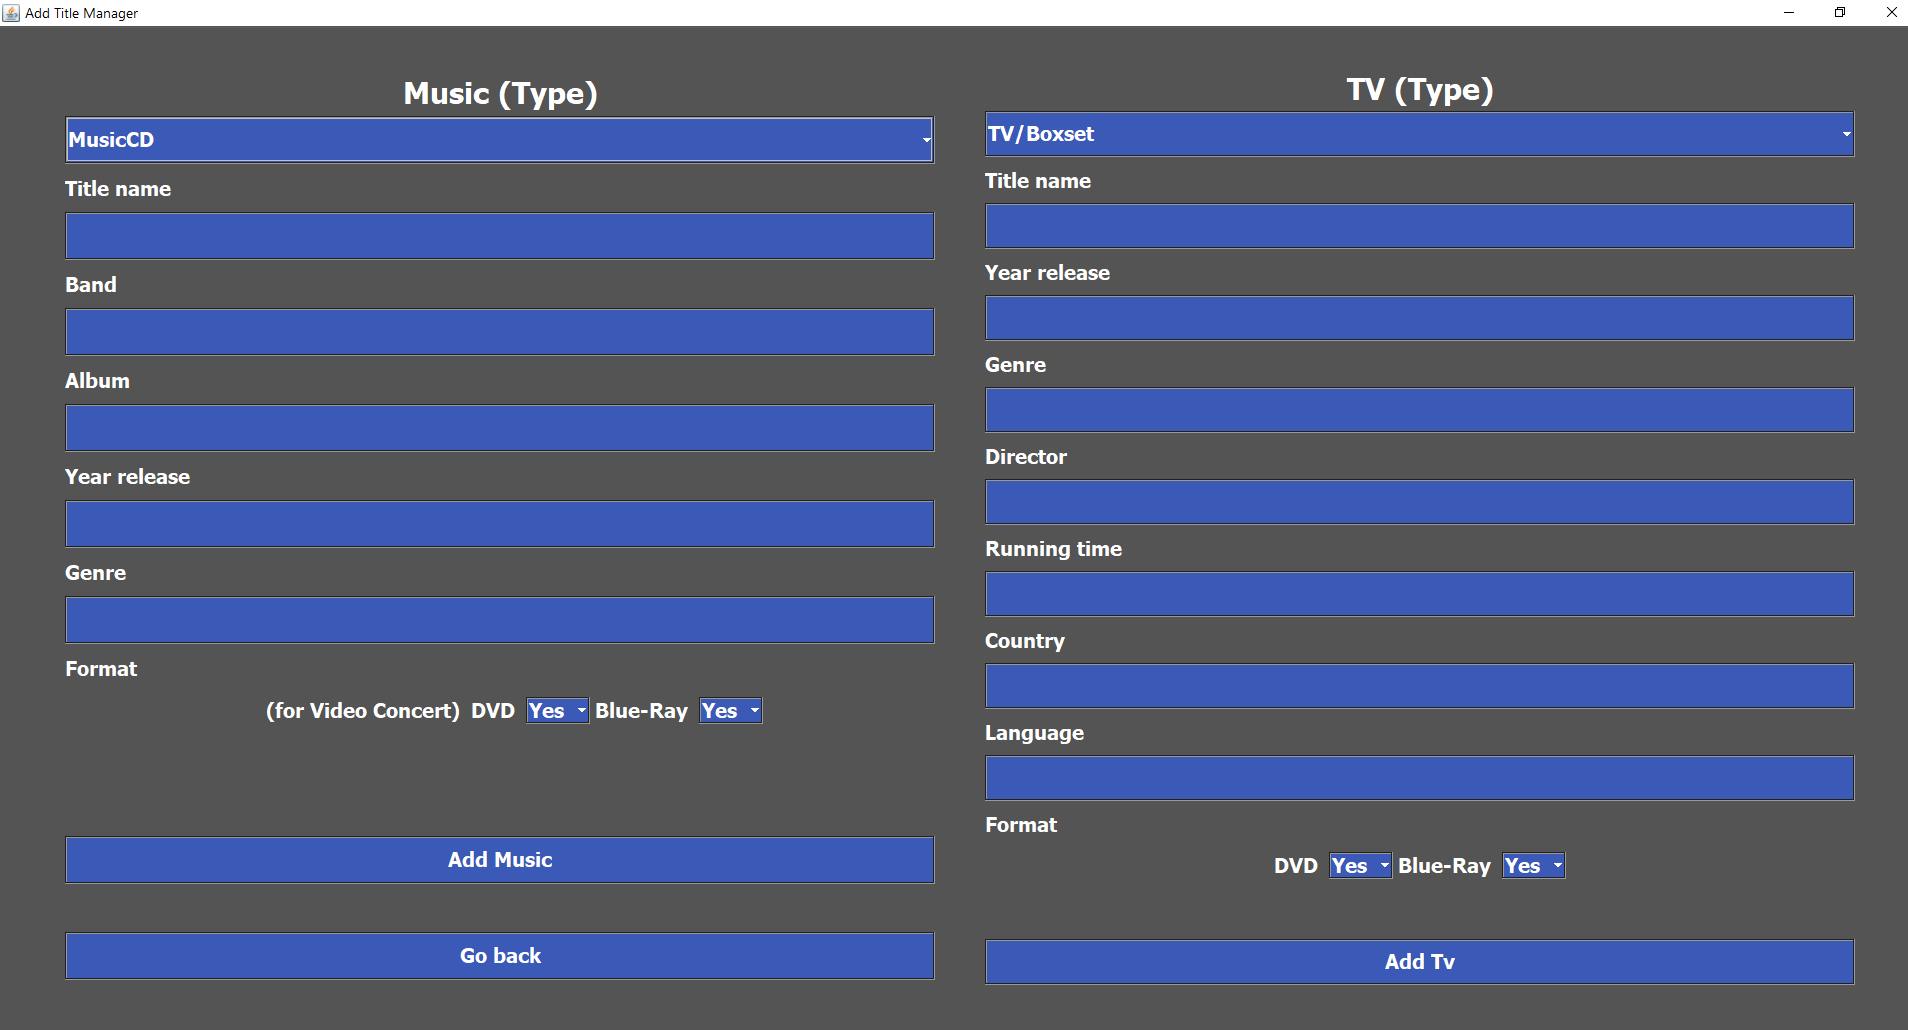 Add Title Manager
Music (Type)
MusicCD
Title name
Band
Album
Year release
Genre
Format
(for Video Concert) DVD Yes Blue-Ray Yes
Add Music
Go back
TV (Type)
TV/Boxset
Title name
Year release
Genre
Director
Running time
Country
Language
Format
DVD Yes Blue-Ray Yes
Add Tv